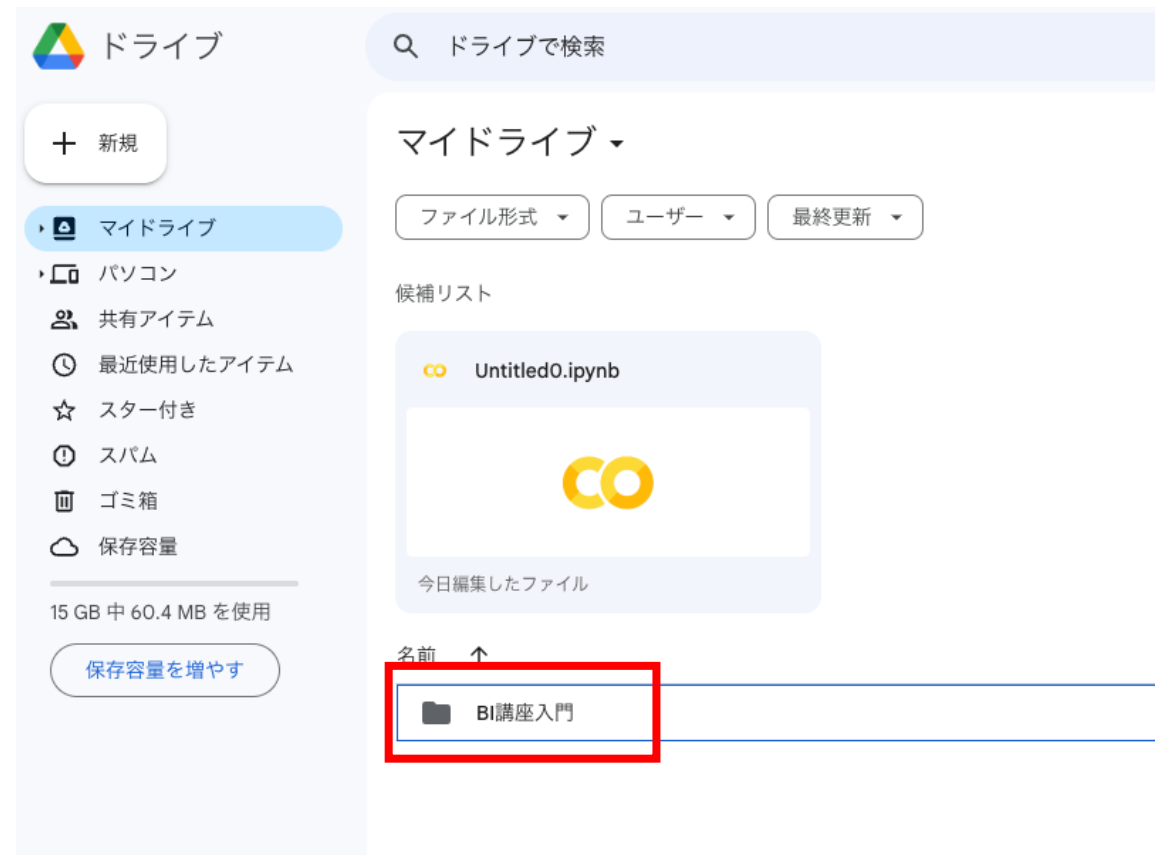 ドライブ
ドライブで検索
新規
マイドライブ
パソコン
共有アイテム
最近使用したアイテム
スター付き
スパム
ゴミ箱
保存容量
15 GB 中 60.4 MB を使用
保存容量を増やす
マイドライブ
ファイル形式 ユーザー 最終更新
候補リスト
Untitled0.ipynb
今日編集したファイル
名前
BI講座入門